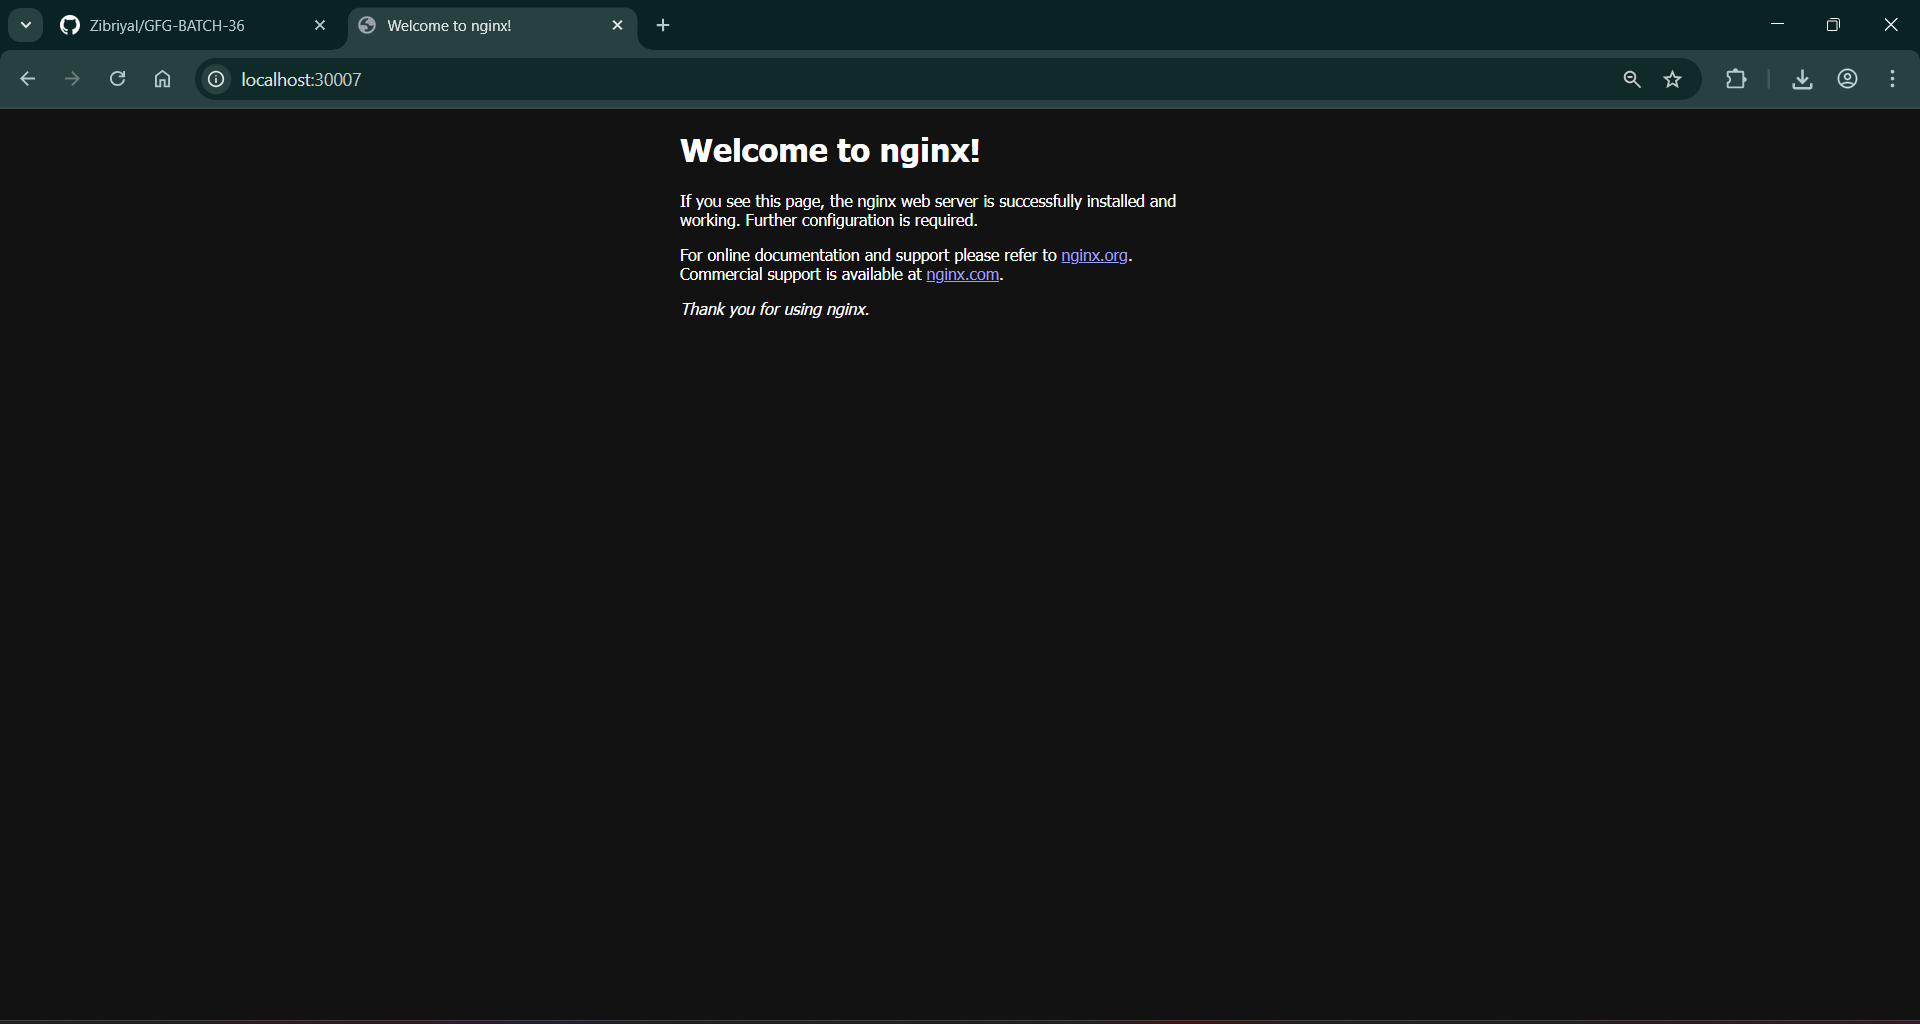 Zibriyal/GFG-BATCH-36
Welcome to nginx!
localhost:30007
Welcome to nginx!
If you see this page, the nginx web server is successfully installed and
working. Further configuration is required.
For online documentation and support please refer to nginx.org.
Commercial support is available at nginx.com.
Thank you for using nginx.